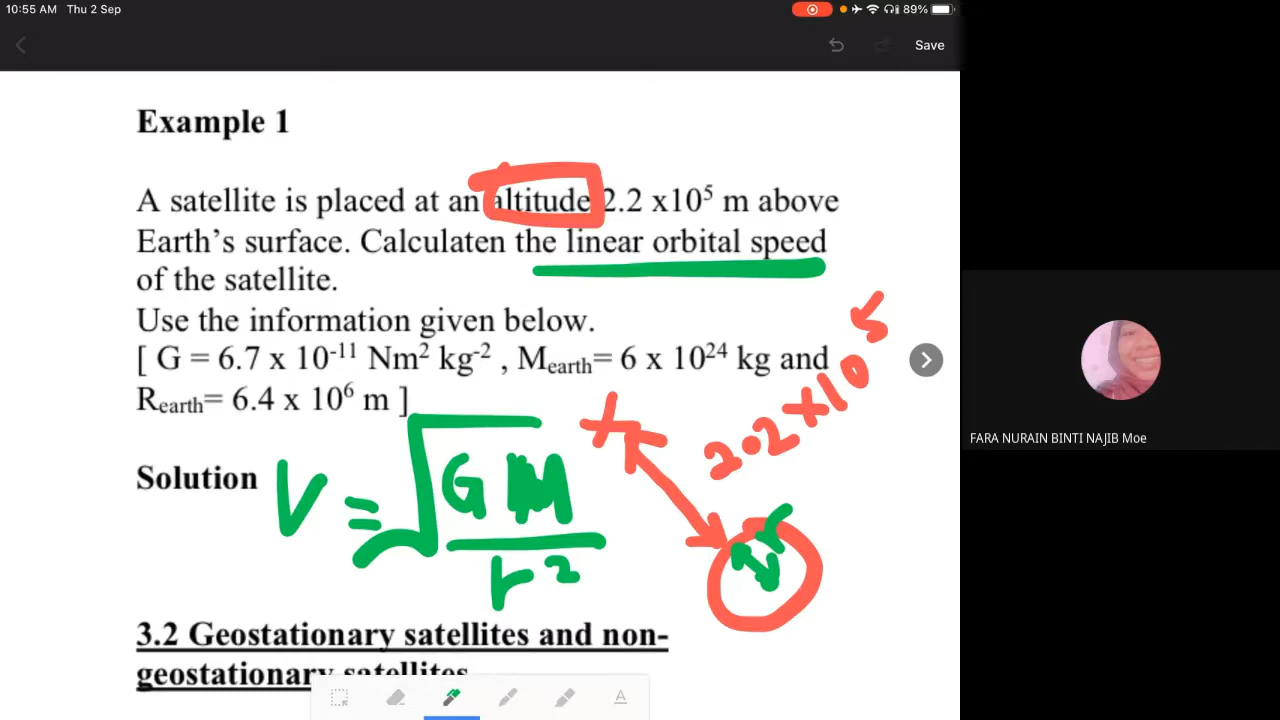 10:55 AM Thu 2 Sep
89%
Save
Example 1
A satellite is placed at an altitude 2.2 x10⁵ m above
Earth’s surface. Calculaten the linear orbital speed
of the satellite.
Use the information given below.
[ G = 6.7 x 10⁻¹¹ Nm² kg⁻² , Mₑₐᵣₜₕ= 6 x 10²⁴ kg and
Rₑₐᵣₜₕ= 6.4 x 10⁶ m ]
2.2×10⁵
Solution
V = √GM/r²
r
3.2 Geostationary satellites and non-
geostationary satellites
A
FARA NURAIN BINTI NAJIB Moe